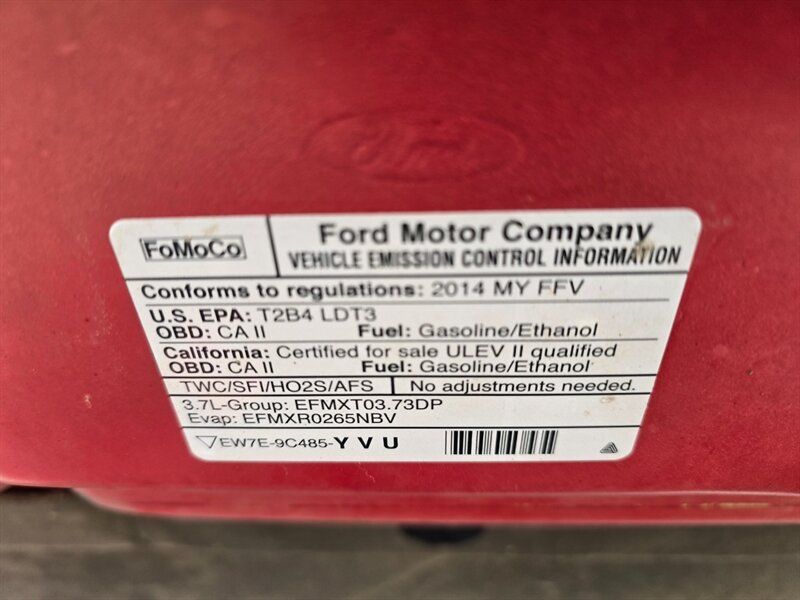 Ford
FoMoCo
Ford Motor Company
VEHICLE EMISSION CONTROL INFORMATION
Conforms to regulations: 2014 MY FFV
U.S. EPA: T2B4 LDT3
OBD: CA II Fuel: Gasoline/Ethanol
California: Certified for sale ULEV II qualified
OBD: CA II Fuel: Gasoline/Ethanol
TWC/SFI/HO2S/AFS No adjustments needed.
3.7L-Group: EFMXT03.73DP
Evap: EFMXR0265NBV
EW7E-9C485-Y V U